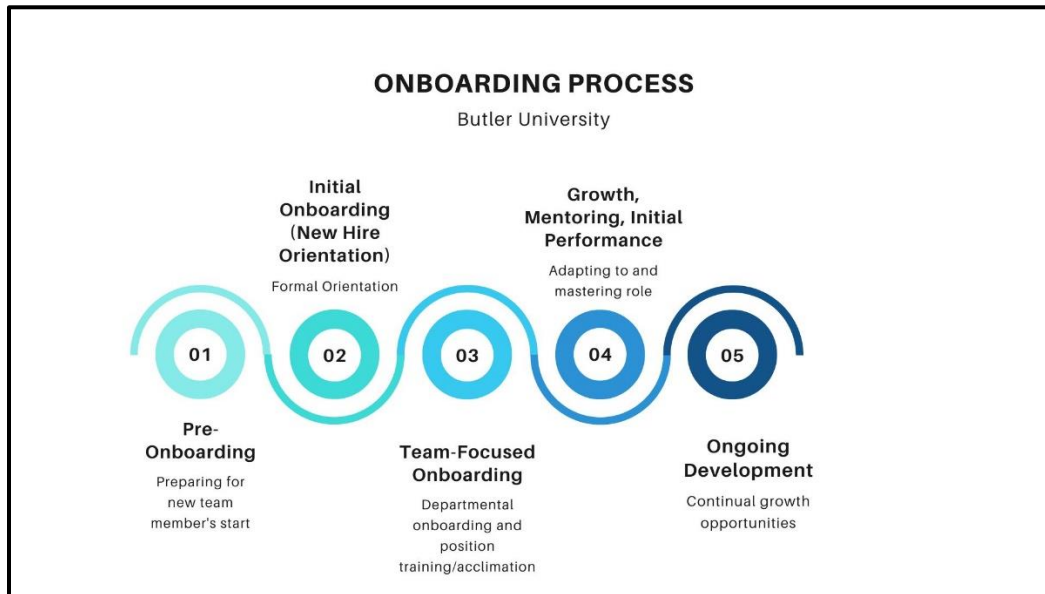 ONBOARDING PROCESS
Butler University
01
Pre-
Onboarding
Preparing for
new team
member's start
Initial
Onboarding
(New Hire
Orientation)
Formal Orientation
02
03
Team-Focused
Onboarding
Departmental
onboarding and
position
training/acclimation
Growth,
Mentoring, Initial
Performance
Adapting to and
mastering role
04
05
Ongoing
Development
Continual growth
opportunities